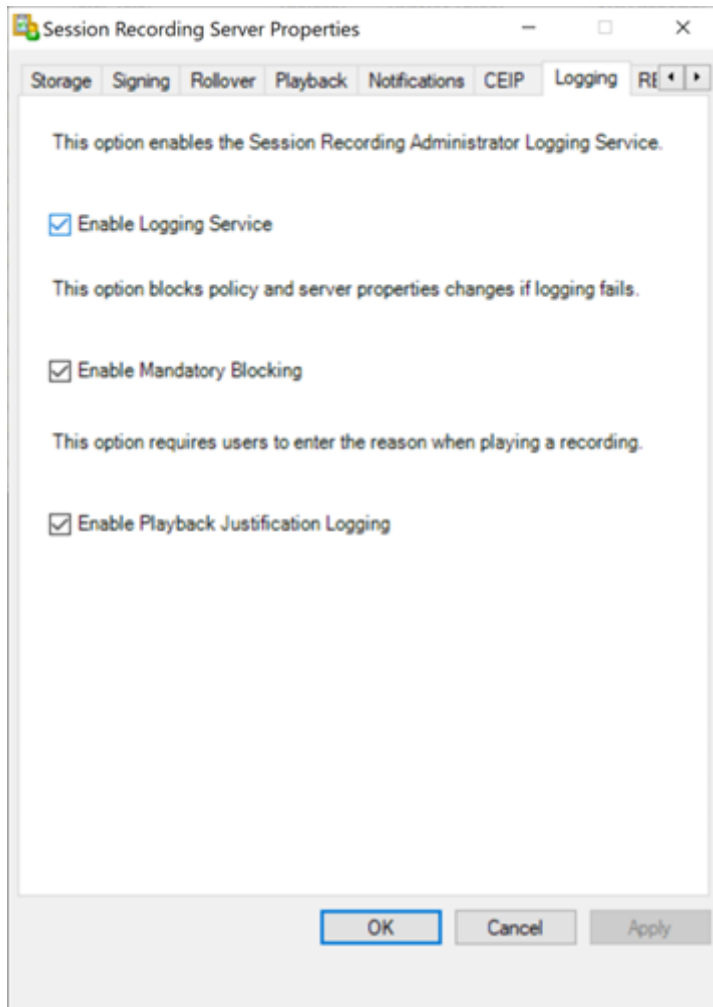 Session Recording Server Properties
Storage Signing Rollover Playback Notifications CEIP Logging
This option enables the Session Recording Administrator Logging Service.
Enable Logging Service
This option blocks policy and server properties changes if logging fails.
Enable Mandatory Blocking
This option requires users to enter the reason when playing a recording.
Enable Playback Justification Logging
OK Cancel Apply